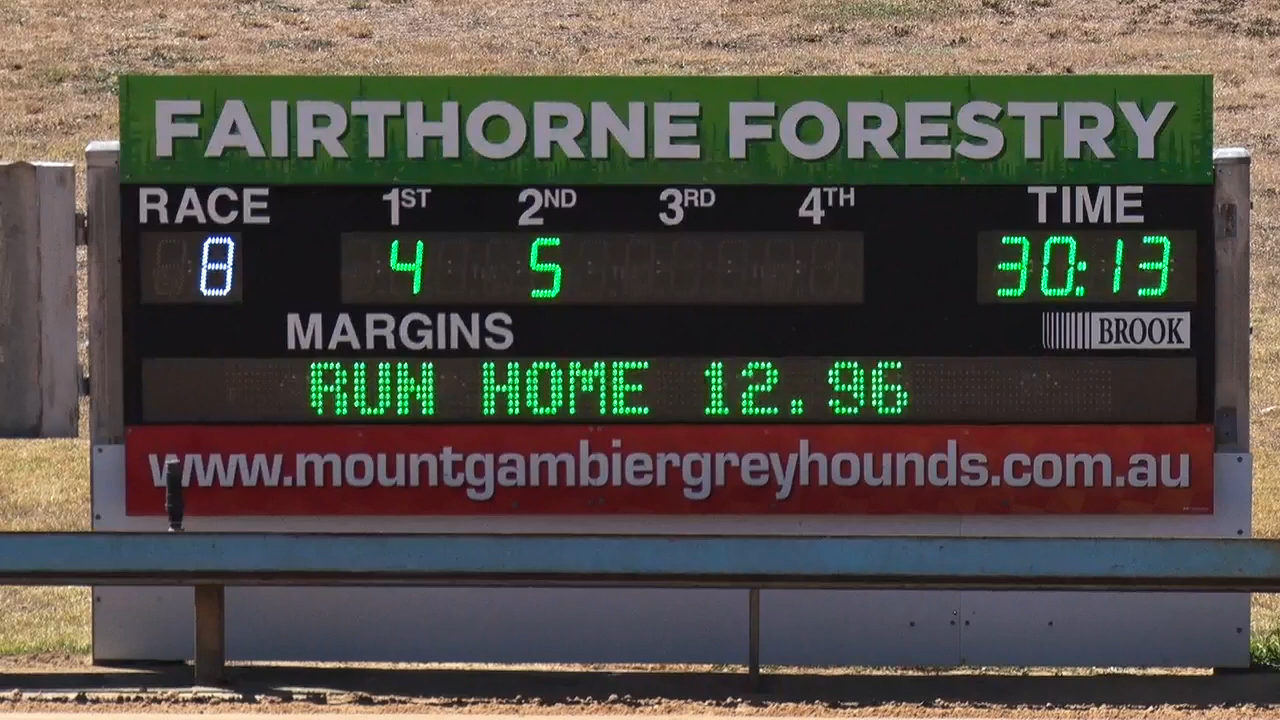 FAIRTHORNE FORESTRY
RACE 1ST 2ND 3RD 4TH TIME
8 4 5 30:13
MARGINS BROOK
RUN HOME 12.96
www.mountgambiergreyhounds.com.au